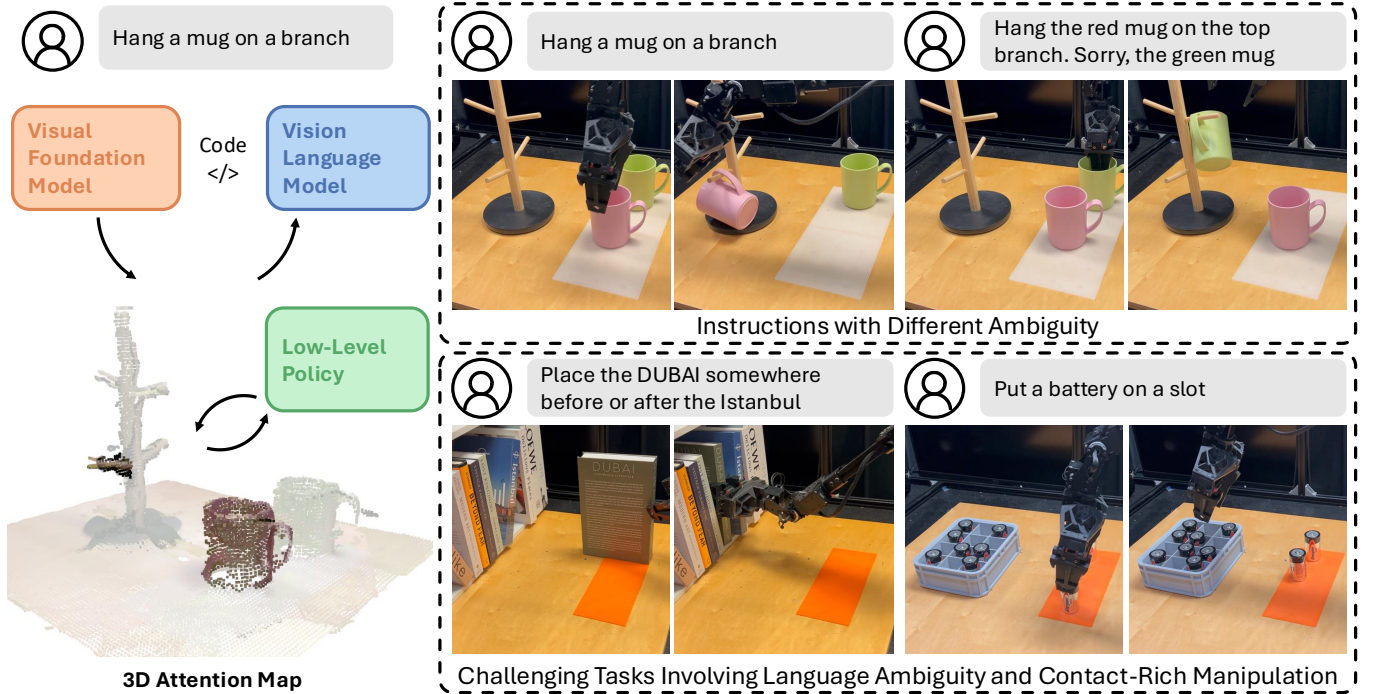 Hang a mug on a branch
Visual
Foundation
Model
Code
</>
Vision
Language
Model
Low-Level
Policy
3D Attention Map
Hang a mug on a branch
Hang the red mug on the top
branch. Sorry, the green mug
Instructions with Different Ambiguity
Place the DUBAI somewhere
before or after the Istanbul
Put a battery on a slot
DUBAI
Istanbul
like
Challenging Tasks Involving Language Ambiguity and Contact-Rich Manipulation